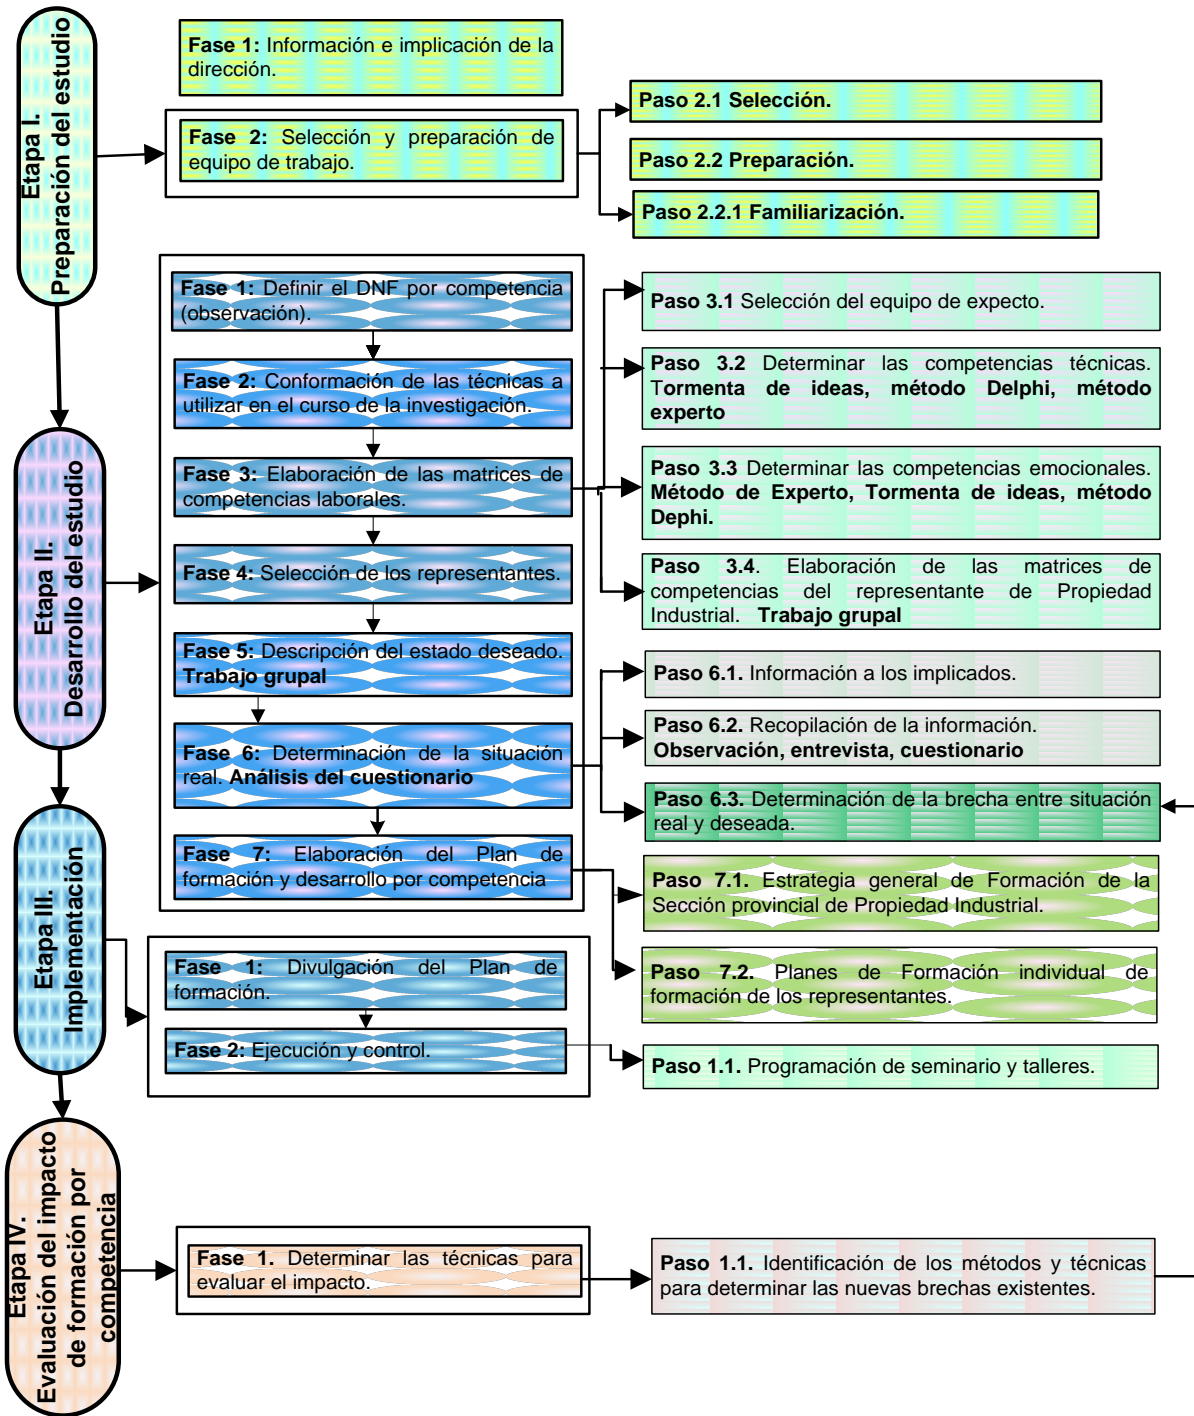 Etapa I.
Preparación del estudio
Fase 1: Información e implicación de la
dirección.
Fase 2: Selección y preparación de
equipo de trabajo.
Paso 2.1 Selección.
Paso 2.2 Preparación.
Paso 2.2.1 Familiarización.
Etapa II.
Desarrollo del estudio
Fase 1: Definir el DNF por competencia
(observación).
Fase 2: Conformación de las técnicas a
utilizar en el curso de la investigación.
Fase 3: Elaboración de las matrices de
competencias laborales.
Fase 4: Selección de los representantes.
Fase 5: Descripción del estado deseado.
Trabajo grupal
Fase 6: Determinación de la situación
real. Análisis del cuestionario
Fase 7: Elaboración del Plan de
formación y desarrollo por competencia
Paso 3.1 Selección del equipo de expecto.
Paso 3.2 Determinar las competencias técnicas.
Tormenta de ideas, método Delphi, método
experto
Paso 3.3 Determinar las competencias emocionales.
Método de Experto, Tormenta de ideas, método
Dephi.
Paso 3.4. Elaboración de las matrices de
competencias del representante de Propiedad
Industrial. Trabajo grupal
Paso 6.1. Información a los implicados.
Paso 6.2. Recopilación de la información.
Observación, entrevista, cuestionario
Paso 6.3. Determinación de la brecha entre situación
real y deseada.
Paso 7.1. Estrategia general de Formación de la
Sección provincial de Propiedad Industrial.
Paso 7.2. Planes de Formación individual de
formación de los representantes.
Etapa III.
Implementación
Fase 1: Divulgación del Plan de
formación.
Fase 2: Ejecución y control.
Paso 1.1. Programación de seminario y talleres.
Etapa IV.
Evaluación del impacto
de formación por
competencia
Fase 1. Determinar las técnicas para
evaluar el impacto.
Paso 1.1. Identificación de los métodos y técnicas
para determinar las nuevas brechas existentes.